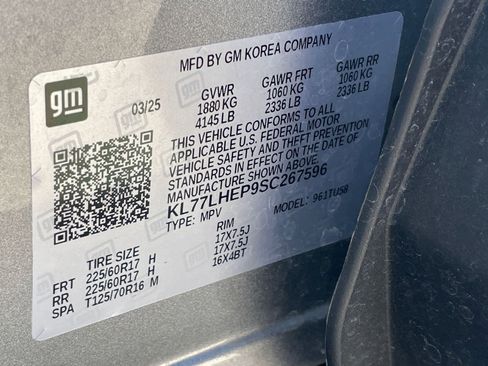 MFD BY GM KOREA COMPANY
gm
03/25
GVWR GAWR FRT GAWR RR
1880 KG 1060 KG 1060 KG
4145 LB 2336 LB 2336 LB
THIS VEHICLE CONFORMS TO ALL
APPLICABLE U.S. FEDERAL MOTOR
VEHICLE SAFETY AND THEFT PREVENTION
STANDARDS IN EFFECT ON THE DATE OF
MANUFACTURE SHOWN ABOVE.
KL77LHEP9SC267596
TYPE: MPV MODEL: 961TU58
TIRE SIZE RIM
FRT 225/60R17 H 17X7.5J
RR 225/60R17 H 17X7.5J
SPA T125/70R16 M 16X4BT